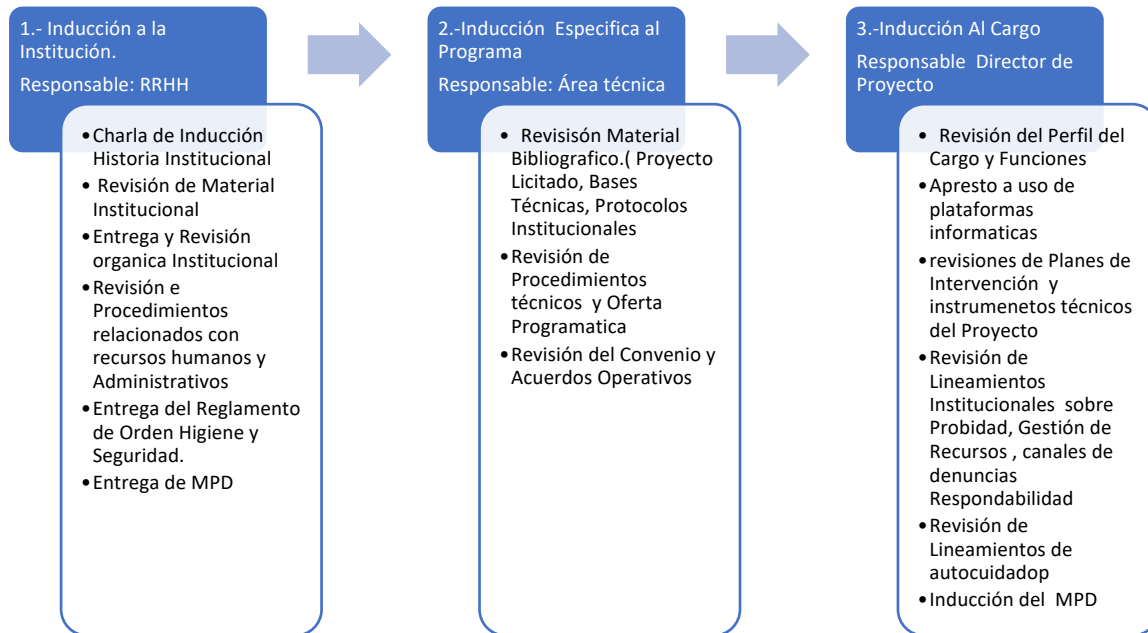 1.- Inducción a la
Institución.
Responsable: RRHH
•Charla de Inducción
Historia Institucional
• Revisión de Material
Institucional
•Entrega y Revisión
organica Institucional
•Revisión e
Procedimientos
relacionados con
recursos humanos y
Administrativos
•Entrega del Reglamento
de Orden Higiene y
Seguridad.
•Entrega de MPD
2.-Inducción Especifica al
Programa
Responsable: Área técnica
• Revisisón Material
Bibliografico.( Proyecto
Licitado, Bases
Técnicas, Protocolos
Institucionales
•Revisión de
Procedimientos
técnicos y Oferta
Programatica
•Revisión del Convenio y
Acuerdos Operativos
3.-Inducción Al Cargo
Responsable Director de
Proyecto
• Revisión del Perfil del
Cargo y Funciones
•Apresto a uso de
plataformas
informaticas
•revisiones de Planes de
Intervención y
instrumenetos técnicos
del Proyecto
•Revisión de
Lineamientos
Institucionales sobre
Probidad, Gestión de
Recursos , canales de
denuncias
Respondabilidad
•Revisión de
Lineamientos de
autocuidadop
•Inducción del MPD